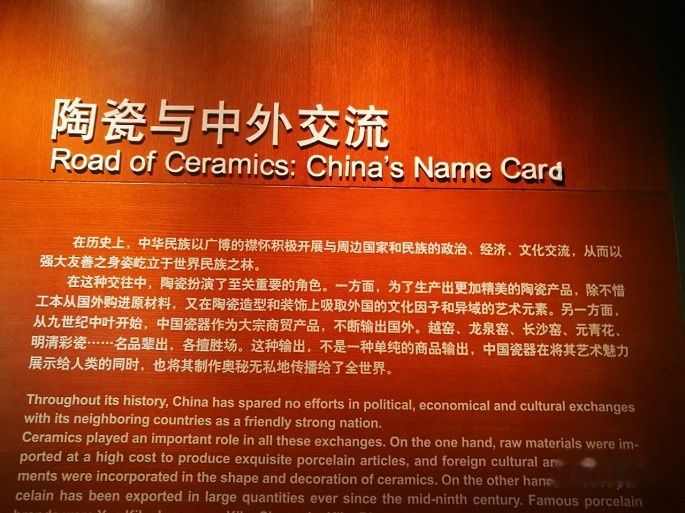 陶瓷与中外交流
Road of Ceramics: China's Name Card
在历史上，中华民族以广博的襟怀积极开展与周边国家和民族的政治、经济、文化交流，从而以
强大友善之身姿屹立于世界民族之林。
在这种交往中，陶瓷扮演了至关重要的角色。一方面，为了生产出更加精美的陶瓷产品，除不惜
工本从国外购进原材料，又在陶瓷造型和装饰上吸取外国的文化因子和异域的艺术元素。另一方面，
从九世纪中叶开始，中国瓷器作为大宗商贸产品，不断输出国外。越窑、龙泉窑、长沙窑、元青花、
明清彩瓷……名品辈出，各擅胜场。这种输出，不是一种单纯的商品输出，中国瓷器在将其艺术魅力
展示给人类的同时，也将其制作奥秘无私地传播给了全世界。
Throughout its history, China has spared no efforts in political, economical and cultural exchanges
with its neighboring countries as a friendly strong nation.
Ceramics played an important role in all these exchanges. On the one hand, raw materials were im-
ported at a high cost to produce exquisite porcelain articles, and foreign cultural
ments were incorporated in the shape and decoration of ceramics. On the other hand
celain has been exported in large quantities ever since the mid-ninth century. Famous porcelain